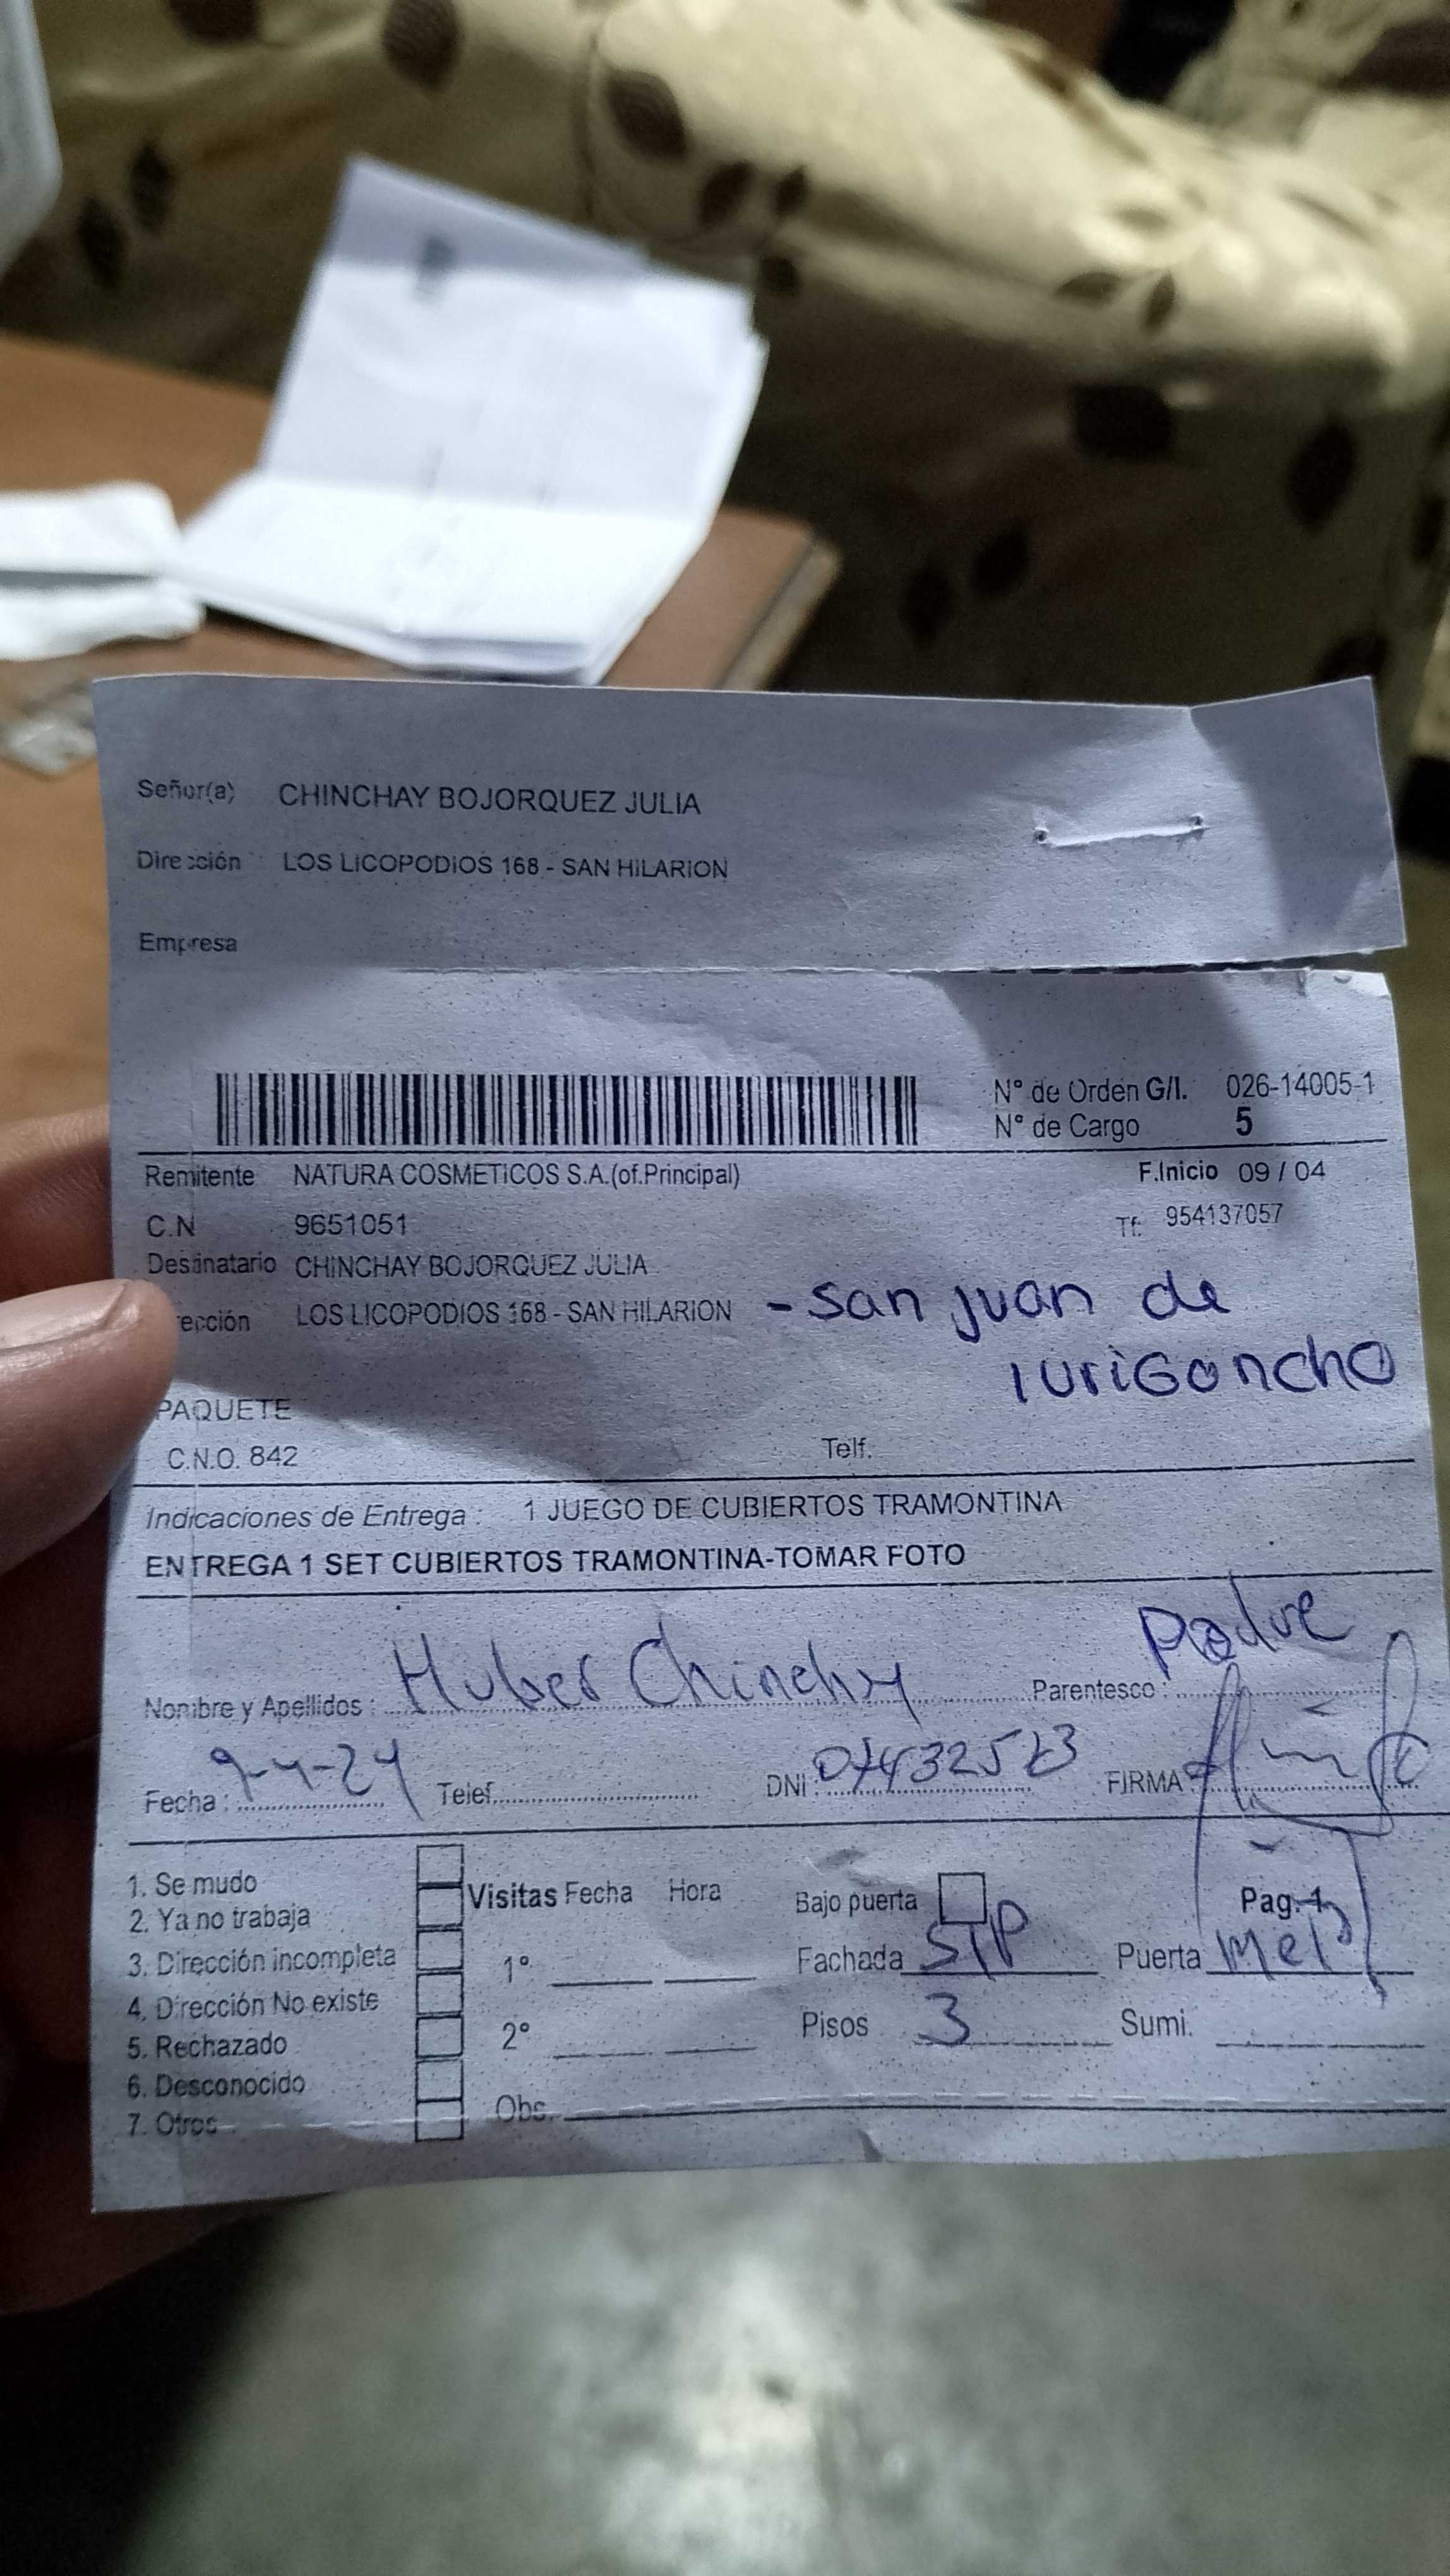 Señor(a) CHINCHAY BOJORQUEZ JULIA
Dirección LOS LICOPODIOS 168 - SAN HILARION
Empresa
N° de Orden G/I. 026-14005-1
N° de Cargo 5
Remitente NATURA COSMETICOS S.A.(of.Principal) F.Inicio 09 / 04
C.N 9651051 Tf: 954137057
Destinatario CHINCHAY BOJORQUEZ JULIA
rección LOS LICOPODIOS 168 - SAN HILARION - San juan de
lurigancho
PAQUETE
C.N.O. 842 Telf.
Indicaciones de Entrega : 1 JUEGO DE CUBIERTOS TRAMONTINA
ENTREGA 1 SET CUBIERTOS TRAMONTINA-TOMAR FOTO
Nombre y Apellidos : Huber Chinchy Parentesco : Padre
Fecha : 9-4-24 Telef. DNI : FIRMA
1. Se mudo
2. Ya no trabaja
3. Dirección incompleta
4. Dirección No existe
5. Rechazado
6. Desconocido
7. Otros
Visitas Fecha Hora
1°
2°
Obs.
Bajo puerta Pag. 1
Fachada STP Puerta Mel
Pisos 3 Sumi.